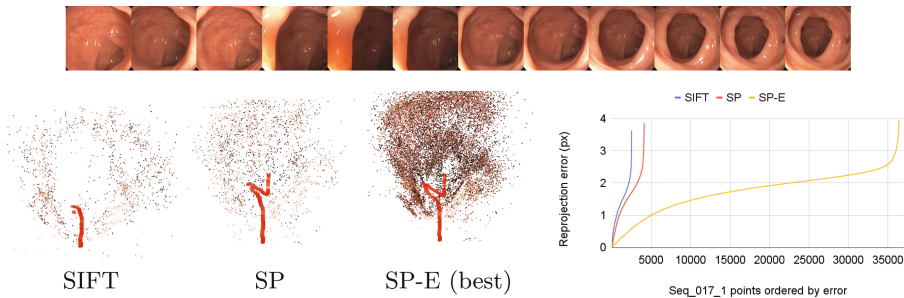 SIFT SP SP-E (best)
SIFT SP SP-E
Reprojection error (px)
4
3
2
1
0
5000 10000 15000 20000 25000 30000 35000
Seq_017_1 points ordered by error